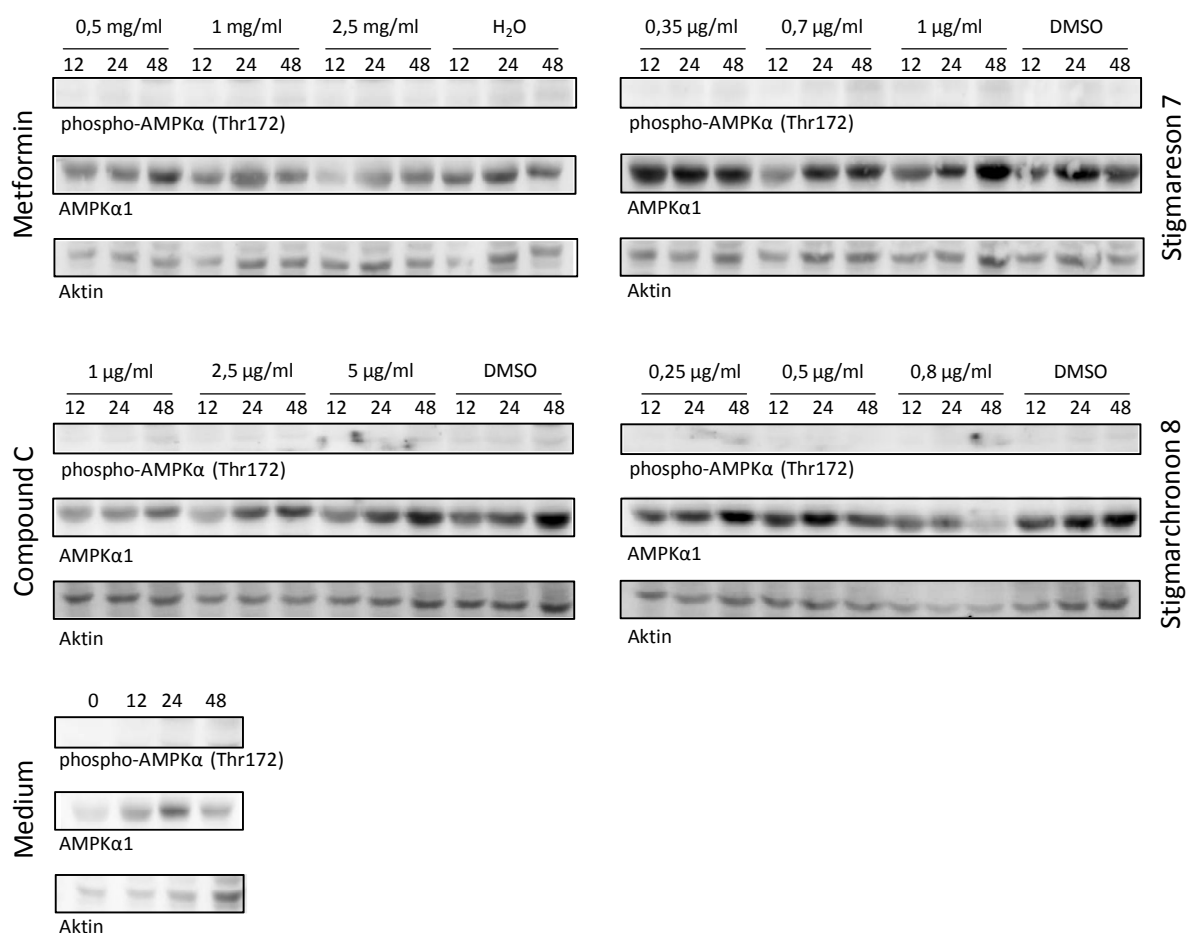 0,5 mg/ml 1 mg/ml 2,5 mg/ml H₂O
12 24 48 12 24 48 12 24 48 12 24 48
phospho-AMPKα (Thr172)
AMPKα1
Aktin
Metformin
0,35 µg/ml 0,7 µg/ml 1 µg/ml DMSO
12 24 48 12 24 48 12 24 48 12 24 48
phospho-AMPKα (Thr172)
AMPKα1
Aktin
Stigmareson 7
1 µg/ml 2,5 µg/ml 5 µg/ml DMSO
12 24 48 12 24 48 12 24 48 12 24 48
phospho-AMPKα (Thr172)
AMPKα1
Aktin
Compound C
0,25 µg/ml 0,5 µg/ml 0,8 µg/ml DMSO
12 24 48 12 24 48 12 24 48 12 24 48
phospho-AMPKα (Thr172)
AMPKα1
Aktin
Stigmarchronon 8
0 12 24 48
phospho-AMPKα (Thr172)
AMPKα1
Aktin
Medium